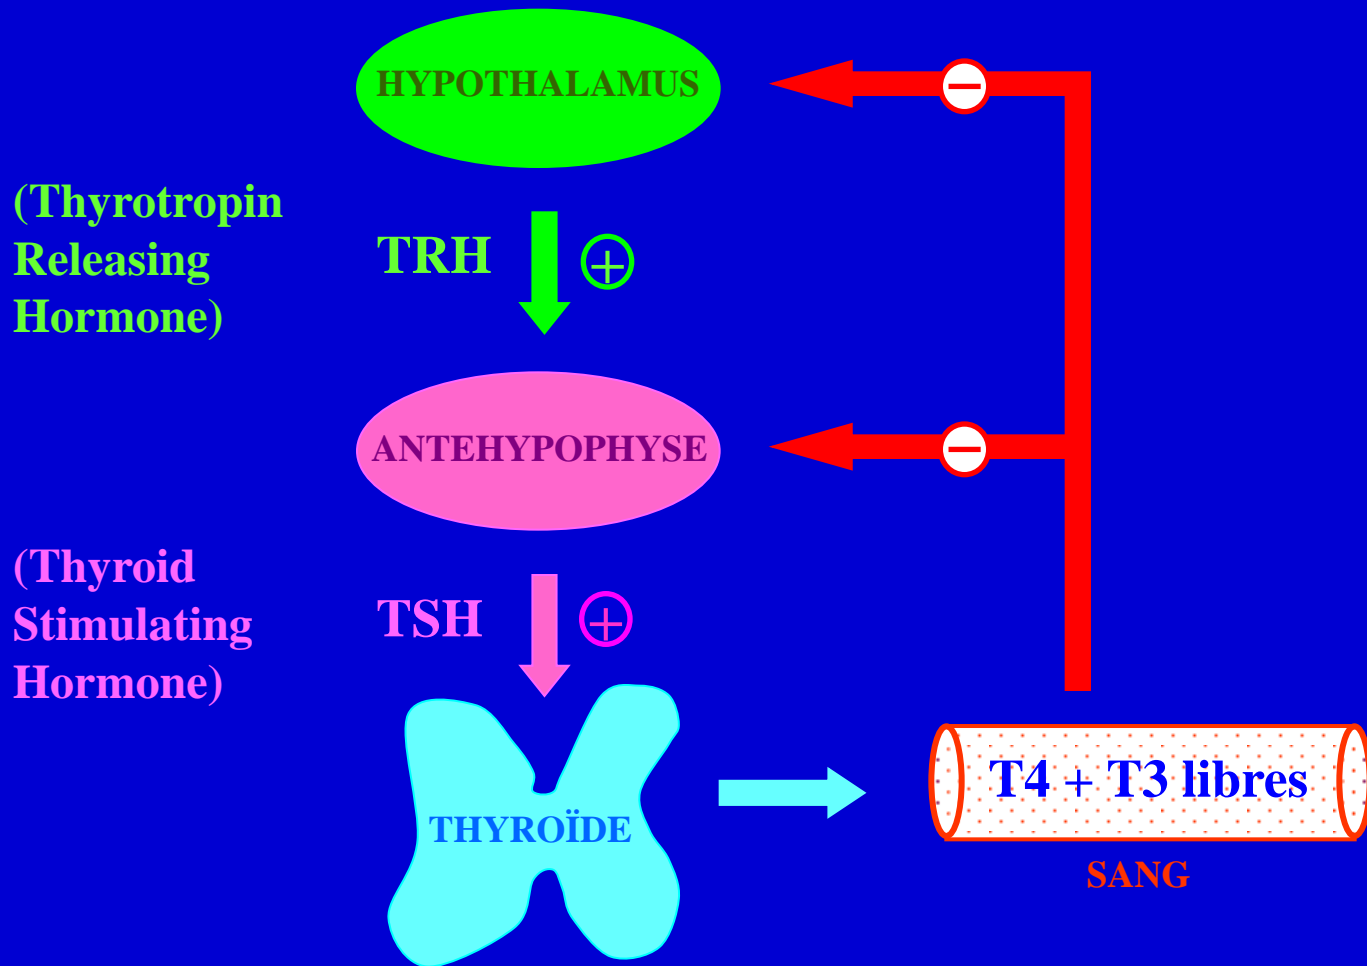 HYPOTHALAMUS
−
(Thyrotropin
Releasing
Hormone)
TRH
+
ANTEHYPOPHYSE
−
(Thyroid
Stimulating
Hormone)
TSH
+
THYROÏDE
T4 + T3 libres
SANG